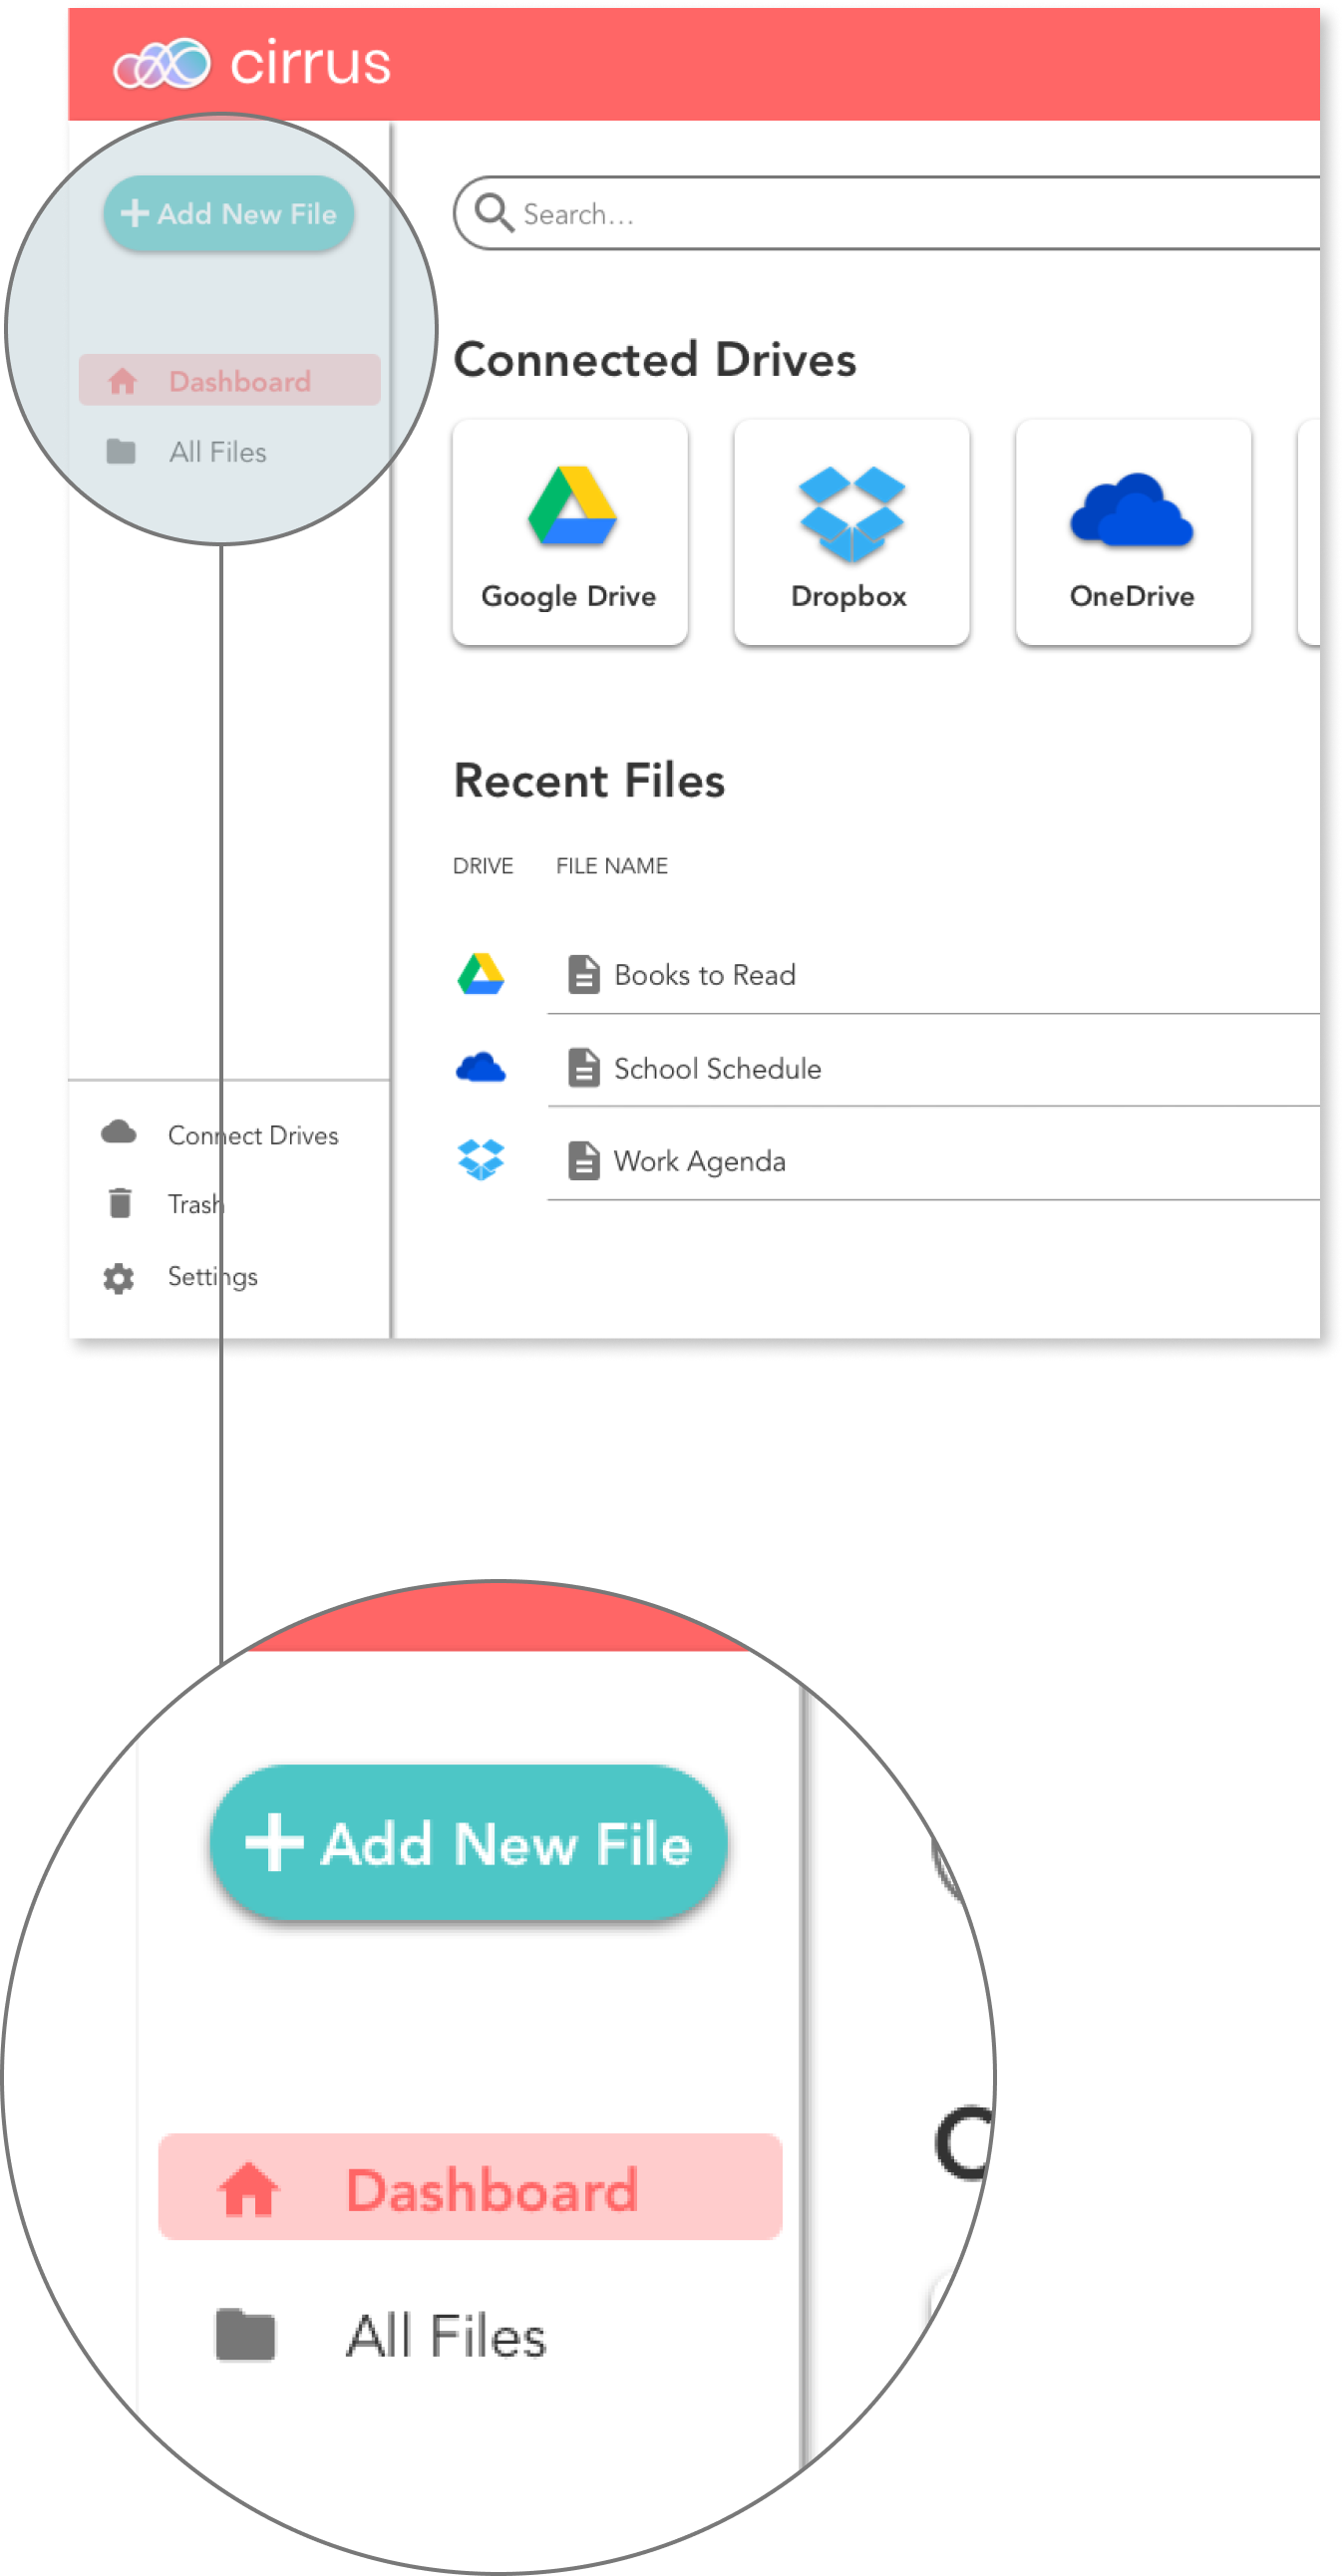 cirrus
+ Add New File
Dashboard
All Files
Connect Drives
Trash
Settings
Search...
Connected Drives
Google Drive
Dropbox
OneDrive
Recent Files
DRIVE FILE NAME
Books to Read
School Schedule
Work Agenda
+ Add New File
Dashboard
All Files
C